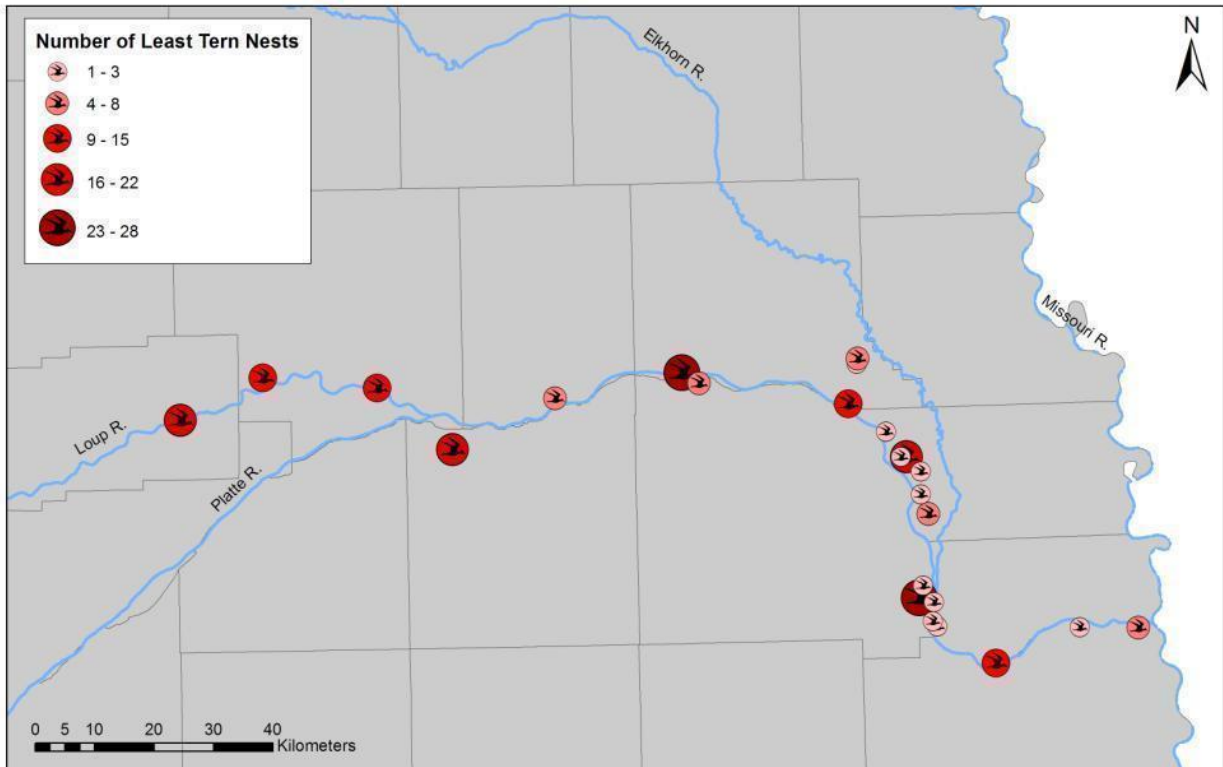 Number of Least Tern Nests
1 - 3
4 - 8
9 - 15
16 - 22
23 - 28
Elkhorn R.
N
Missouri R.
Loup R.
Platte R.
0 5 10 20 30 40
Kilometers